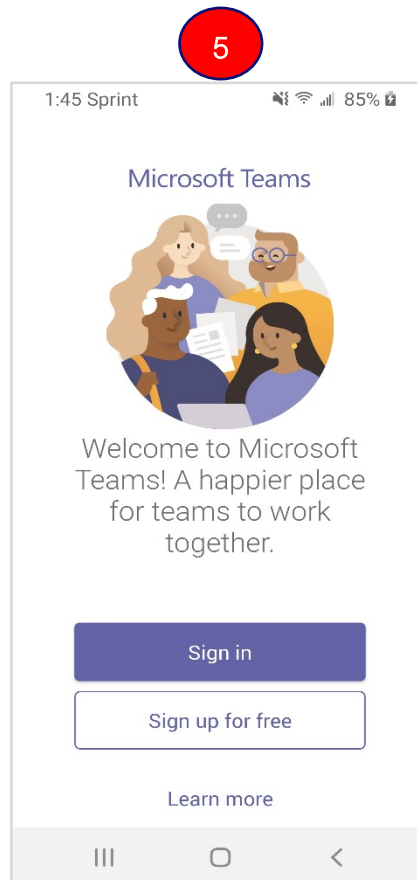 5
1:45 Sprint 85%
Microsoft Teams
Welcome to Microsoft
Teams! A happier place
for teams to work
together.
Sign in
Sign up for free
Learn more